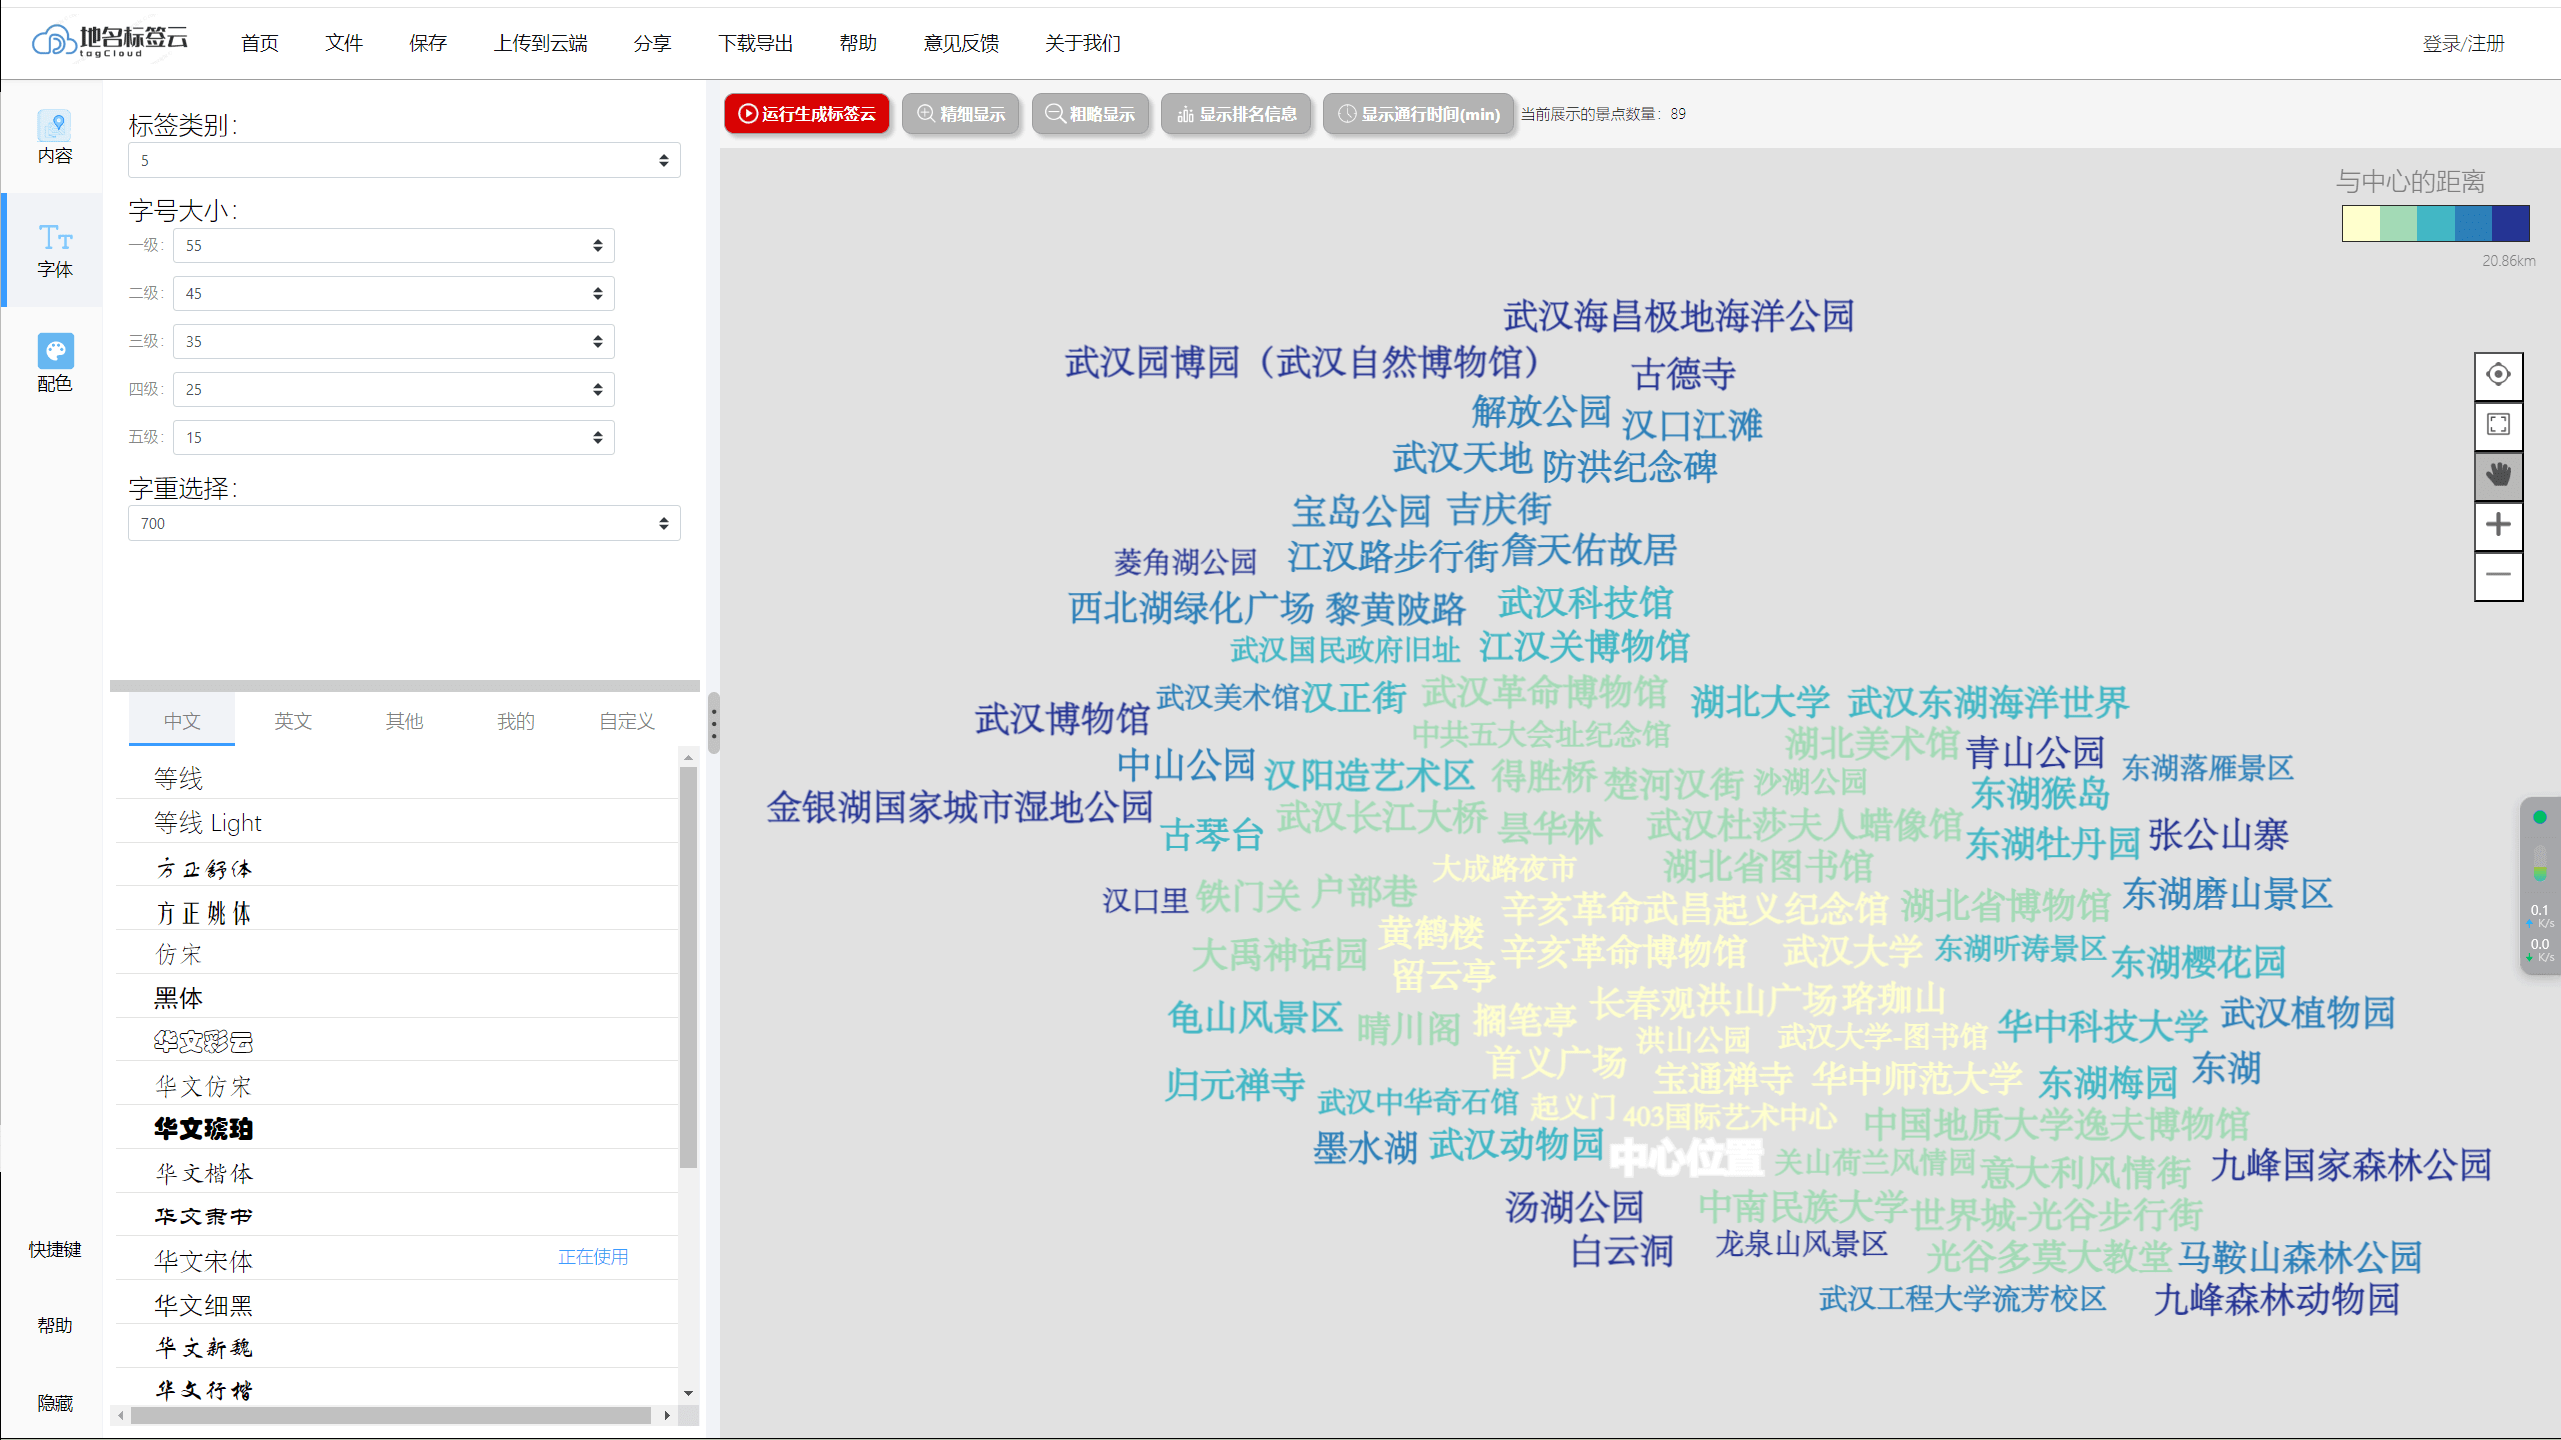 地名标签云
tagCloud
首页
文件
保存
上传到云端
分享
下载导出
帮助
意见反馈
关于我们
登录/注册
内容
字体
配色
快捷键
帮助
隐藏
标签类别:
5
字号大小:
一级: 55
二级: 45
三级: 35
四级: 25
五级: 15
字重选择:
700
中文
英文
其他
我的
自定义
等线
等线 Light
方正舒体
方正姚体
仿宋
黑体
华文彩云
华文仿宋
华文琥珀
华文楷体
华文隶书
华文宋体 正在使用
华文细黑
华文新魏
华文行楷
运行生成标签云
精细显示
粗略显示
显示排名信息
显示通行时间(min)
当前展示的景点数量: 89
与中心的距离
20.86km
武汉海昌极地海洋公园
武汉园博园（武汉自然博物馆）
古德寺
解放公园
汉口江滩
武汉天地
防洪纪念碑
宝岛公园
吉庆街
菱角湖公园
江汉路步行街
詹天佑故居
西北湖绿化广场
黎黄陂路
武汉科技馆
武汉国民政府旧址
江汉关博物馆
武汉博物馆
武汉美术馆
汉正街
武汉革命博物馆
湖北大学
武汉东湖海洋世界
中共五大会址纪念馆
湖北美术馆
青山公园
东湖落雁景区
中山公园
汉阳造艺术区
得胜桥
楚河汉街
沙湖公园
东湖猴岛
金银湖国家城市湿地公园
古琴台
武汉长江大桥
昙华林
武汉杜莎夫人蜡像馆
东湖牡丹园
张公山寨
大成路夜市
湖北省图书馆
汉口里
铁门关
户部巷
辛亥革命武昌起义纪念馆
湖北省博物馆
东湖磨山景区
黄鹤楼
大禹神话园
辛亥革命博物馆
武汉大学
东湖听涛景区
东湖樱花园
留云亭
龟山风景区
晴川阁
搁笔亭
长春观
洪山广场
珞珈山
华中科技大学
武汉植物园
洪山公园
武汉大学-图书馆
首义广场
归元禅寺
宝通禅寺
华中师范大学
东湖梅园
东湖
武汉中华奇石馆
起义门
403国际艺术中心
中国地质大学逸夫博物馆
墨水湖
武汉动物园
中心位置
关山荷兰风情园
意大利风情街
九峰国家森林公园
汤湖公园
中南民族大学
世界城-光谷步行街
白云洞
龙泉山风景区
光谷多莫大教堂
马鞍山森林公园
武汉工程大学流芳校区
九峰森林动物园
0.1
K/s
0.0
K/s